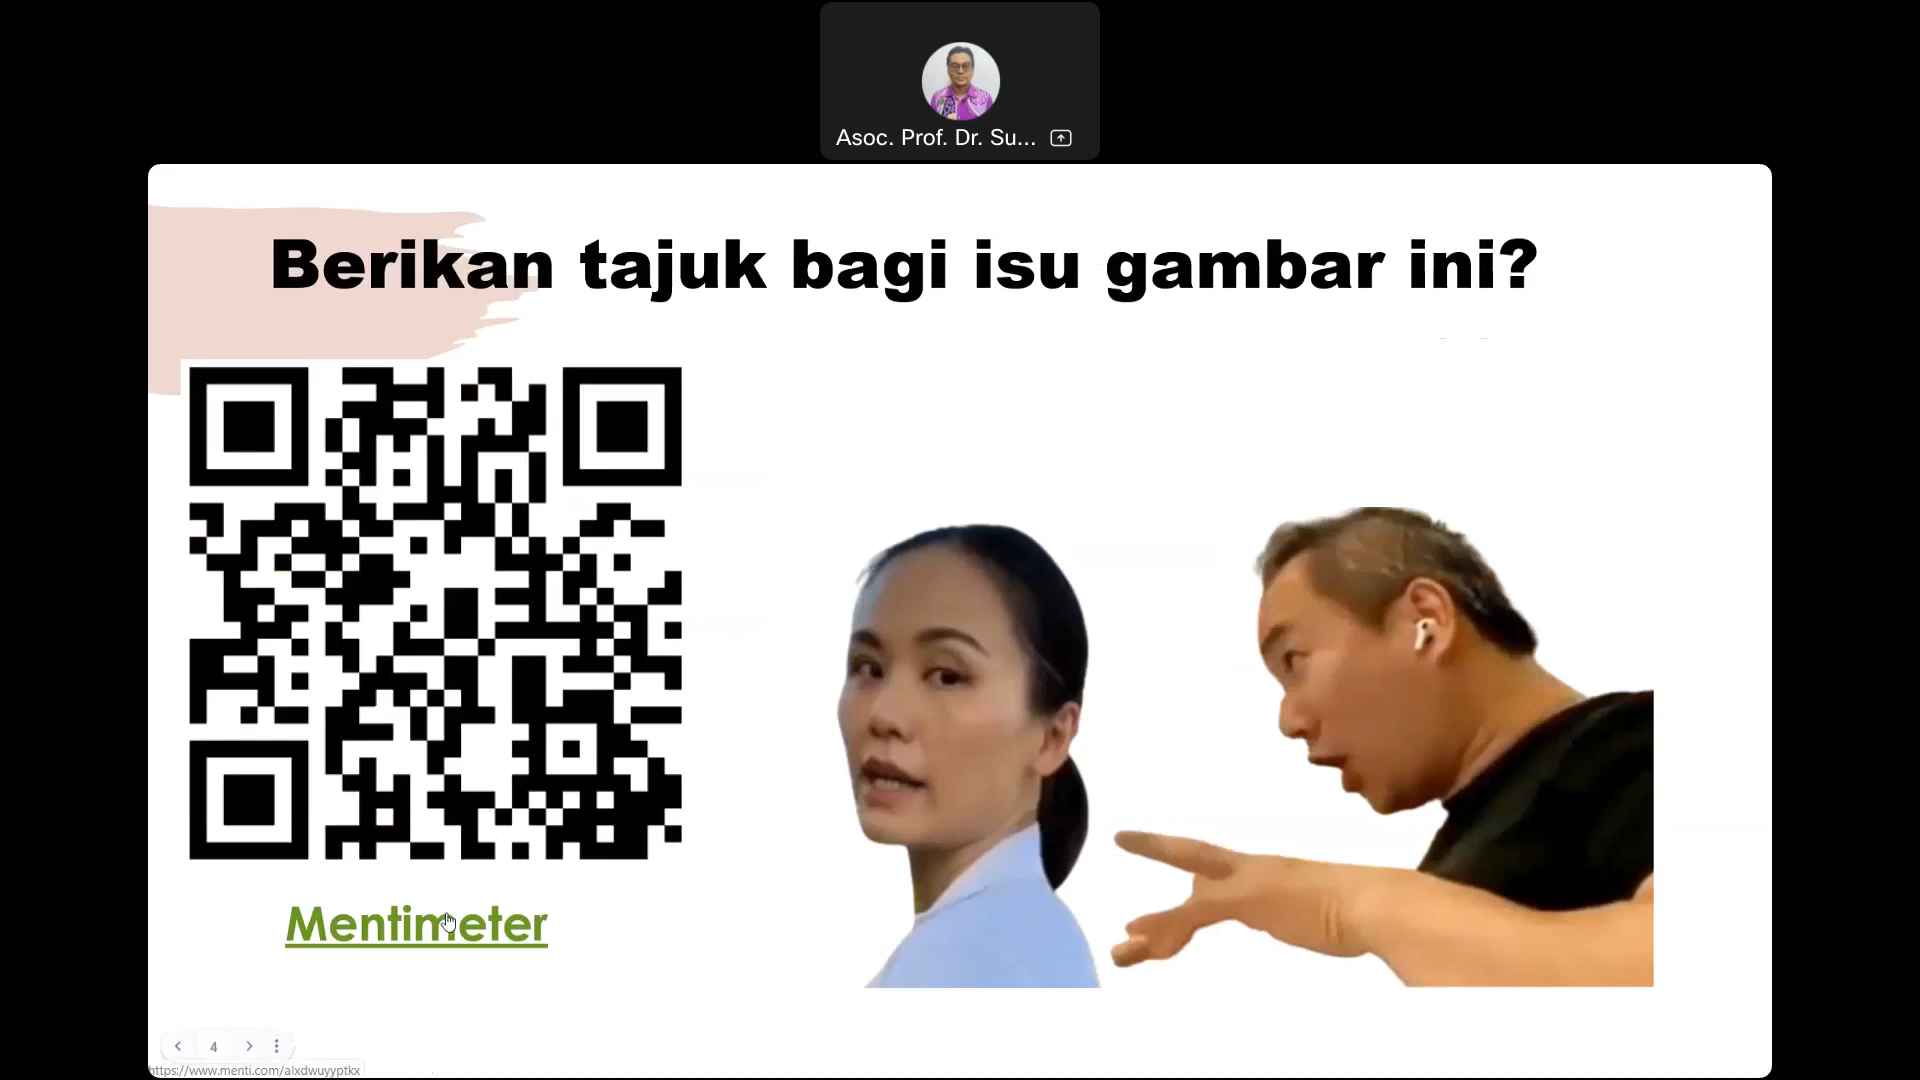 Asoc. Prof. Dr. Su...
Berikan tajuk bagi isu gambar ini?
Mentimeter
4
https://www.menti.com/alxdwuyyptkx